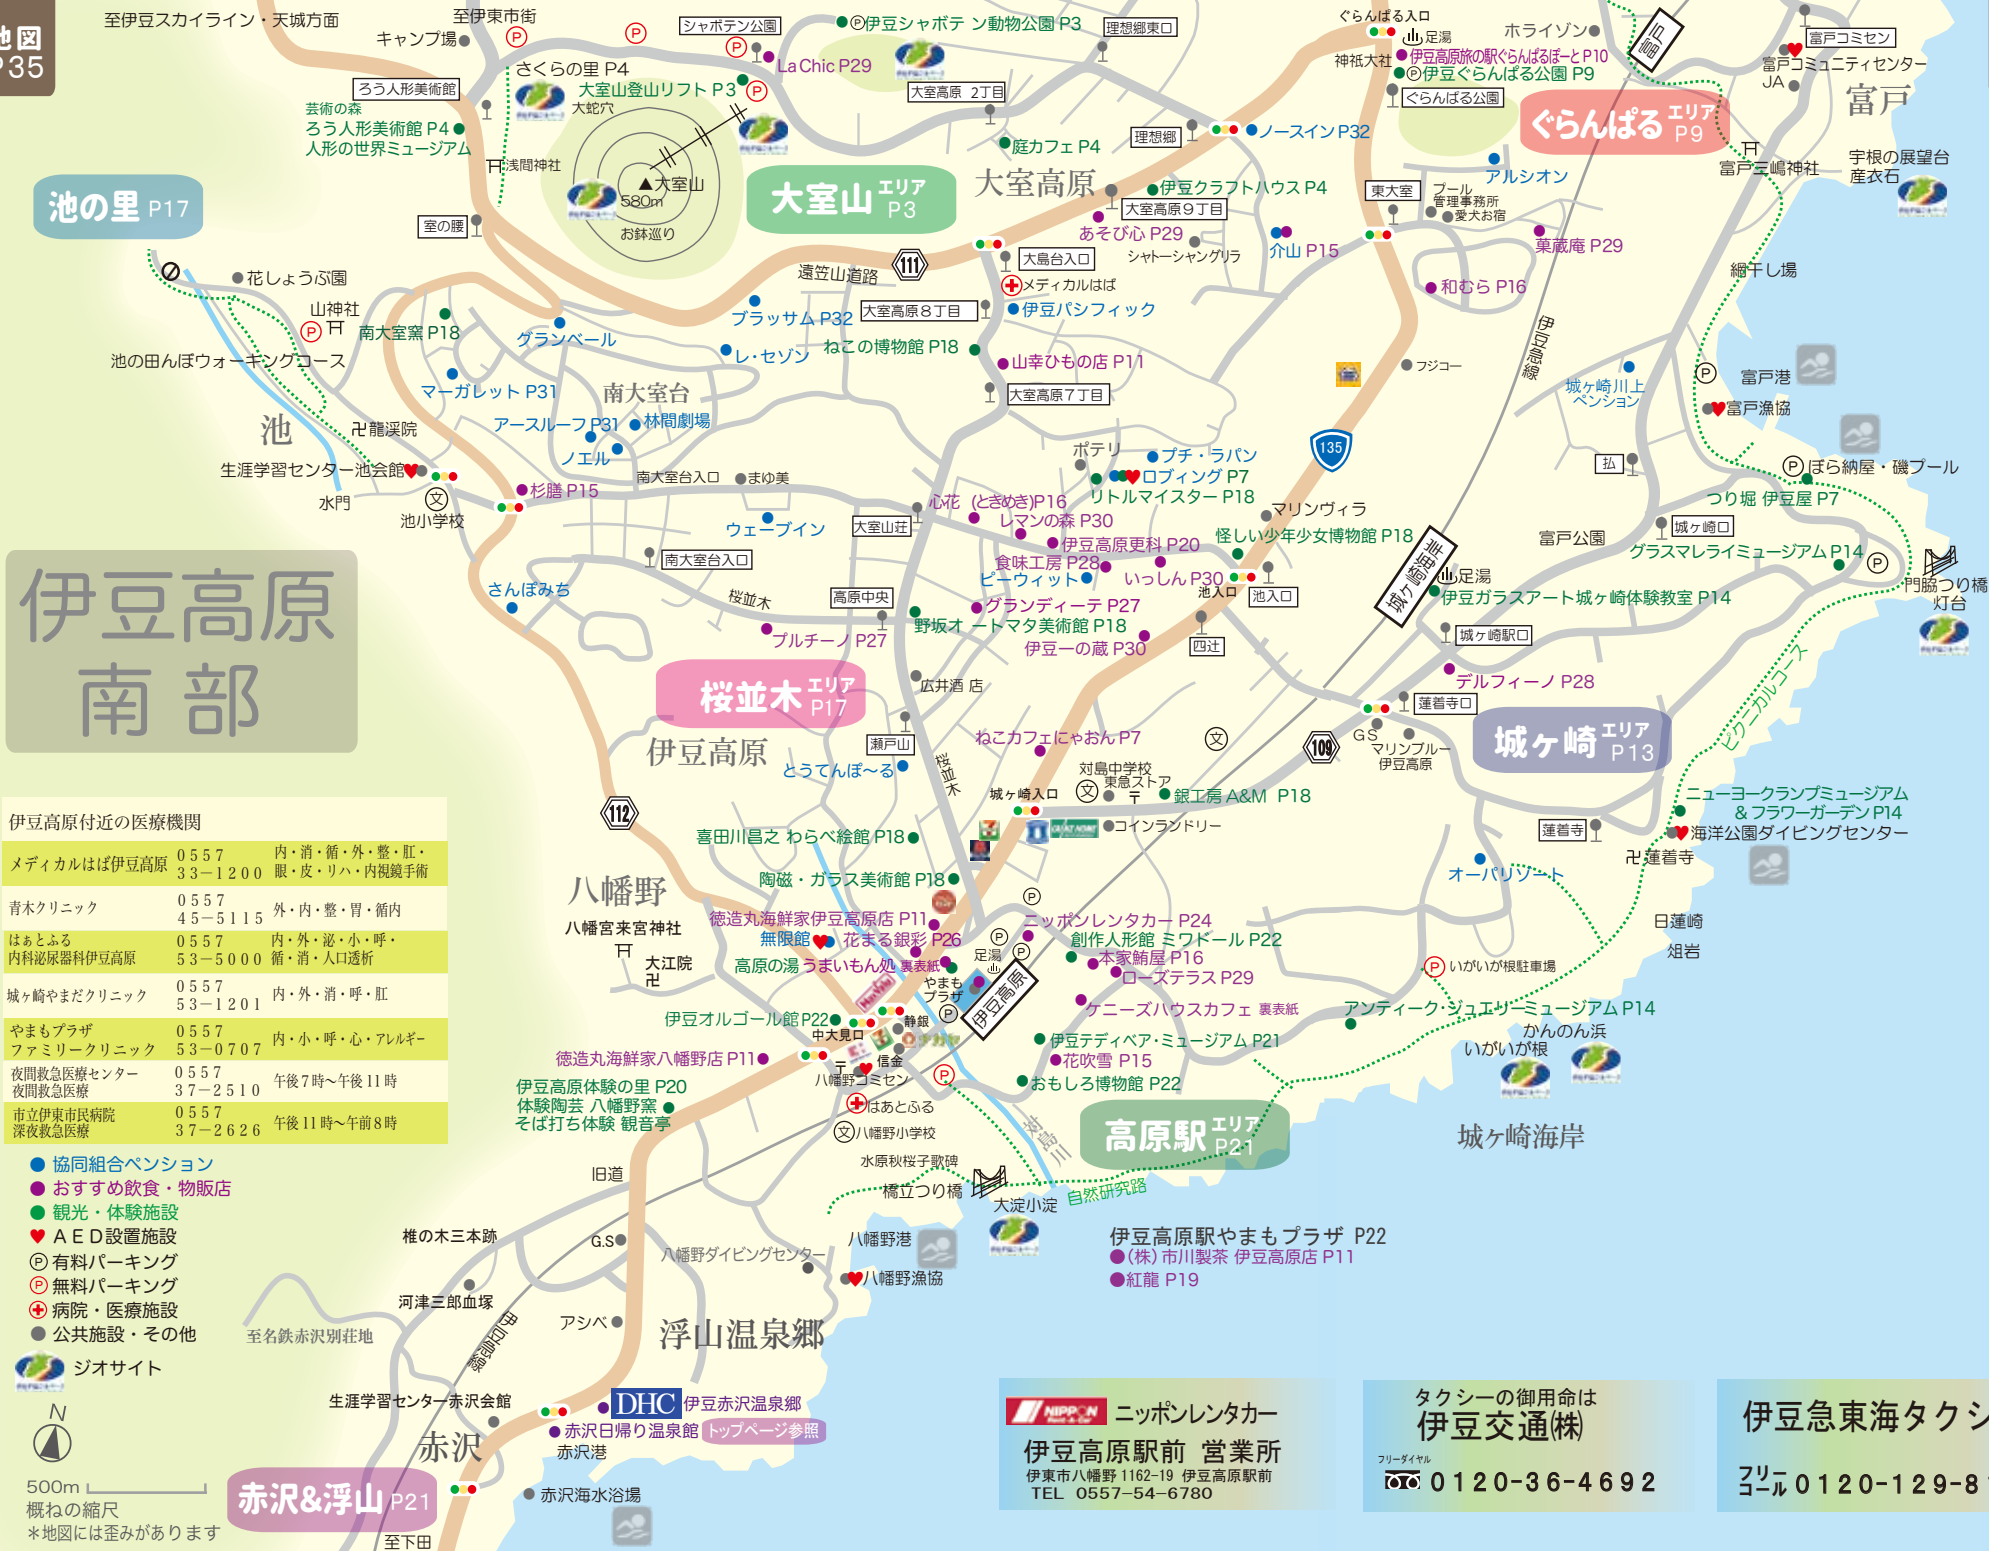 地図
P35
至伊豆スカイライン・天城方面
至伊東市街
キャンプ場
シャボテン公園
伊豆シャボテン動物公園 P3
理想郷東口
ぐらんぱる入口
足湯
ホライゾン
富戸
富戸コミセン
富戸コミュニティセンター
JA
富戸
La Chic P29
さくらの里 P4
大室山登山リフト P3
大蛇穴
ろう人形美術館
芸術の森
ろう人形美術館 P4
人形の世界ミュージアム
浅間神社
大室高原 2丁目
神祇大社
伊豆高原旅の駅ぐらんぱるぽーと P10
伊豆ぐらんぱる公園 P9
ぐらんぱる公園
ぐらんぱる エリア P9
理想郷
ノースイン P32
庭カフェ P4
富戸三嶋神社
宇根の展望台
産衣石
池の里 P17
▲大室山
580m
お鉢巡り
大室山 エリア P3
大室高原
伊豆クラフトハウス P4
大室高原9丁目
あそび心 P29
シャトーシャングリラ
介山 P15
東大室
プール
管理事務所
愛犬お宿
アルシオン
菓蔵庵 P29
和むら P16
網干し場
室の腰
花しょうぶ園
山神社
南大室窯 P18
池の田んぼウォーキングコース
遠笠山道路
111
大島台入口
メディカルはば
大室高原8丁目
伊豆パシフィック
ブラッサム P32
グランベール
レ・セゾン
ねこの博物館 P18
山幸ひもの店 P11
大室高原7丁目
フジコー
伊豆急線
城ヶ崎川上
ペンション
富戸港
富戸漁協
マーガレット P31
南大室台
アースルーフ P31
林間劇場
ノエル
池
龍渓院
生涯学習センター池会館
水門
池小学校
杉膳 P15
南大室台入口
まゆ美
ウェーブイン
大室山荘
南大室台入口
ポテリ
プチ・ラパン
ロブィング P7
リトルマイスター P18
135
払
ぼら納屋・磯プール
つり堀 伊豆屋 P7
心花 (ときめき)P16
レマンの森 P30
伊豆高原更科 P20
食味工房 P28
ピーウィット
いっしん P30
マリンヴィラ
怪しい少年少女博物館 P18
池入口
池入口
城ヶ崎海岸
足湯
伊豆ガラスアート城ヶ崎体験教室 P14
富戸公園
城ヶ崎口
グラスマレライミュージアム P14
門脇つり橋
灯台
伊豆高原
南部
さんぽみち
桜並木
高原中央
プルチーノ P27
グランディーテ P27
野坂オートマタ美術館 P18
伊豆一の蔵 P30
四辻
城ヶ崎駅口
デルフィーノ P28
桜並木 エリア P17
伊豆高原
広井酒店
瀬戸山
とうてんぽ〜る
桜並木
ねこカフェにゃおん P7
蓮着寺口
GS
マリンブルー
伊豆高原
109
城ヶ崎 エリア P13
ピクニカルコース
対島中学校
東急ストア
銀工房 A&M P18
コインランドリー
城ヶ崎入口
112
喜田川昌之 わらべ絵館 P18
陶磁・ガラス美術館 P18
ニューヨークランプミュージアム
& フラワーガーデン P14
海洋公園ダイビングセンター
蓮着寺
蓮着寺
オーパリゾート
日蓮崎
俎岩
伊豆高原付近の医療機関
メディカルはば伊豆高原 0557 33-1200 内・消・循・外・整・肛・眼・皮・リハ・内視鏡手術
青木クリニック 0557 45-5115 外・内・整・胃・循内
はぁとふる 内科泌尿器科伊豆高原 0557 53-5000 内・外・泌・小・呼・循・消・人口透析
城ヶ崎やまだクリニック 0557 53-1201 内・外・消・呼・肛
やまもプラザ ファミリークリニック 0557 53-0707 内・小・呼・心・アレルギー
夜間救急医療センター 夜間救急医療 0557 37-2510 午後7時〜午後11時
市立伊東市民病院 深夜救急医療 0557 37-2626 午後11時〜午前8時
八幡野
八幡宮来宮神社
大江院
徳造丸海鮮家伊豆高原店 P11
無限館
花まる銀彩 P26
高原の湯
うまいもん処 裏表紙
足湯
やまも
プラザ
伊豆高原
ニッポンレンタカー P24
創作人形館 ミワドール P22
本家鮪屋 P16
ローズテラス P29
ケニーズハウスカフェ 裏表紙
いがいが根駐車場
アンティーク・ジュエリーミュージアム P14
かんのん浜
いがいが根
伊豆オルゴール館 P22
中大見口
静銀
信金
徳造丸海鮮家八幡野店 P11
八幡野コミセン
伊豆テディベア・ミュージアム P21
花吹雪 P15
おもしろ博物館 P22
伊豆高原体験の里 P20
体験陶芸 八幡野窯
そば打ち体験 観音亭
はあとふる
八幡野小学校
対島川
高原駅 エリア P21
城ヶ崎海岸
水原秋桜子歌碑
橋立つり橋
大淀小淀
自然研究路
協同組合ペンション
おすすめ飲食・物販店
観光・体験施設
AED設置施設
有料パーキング
無料パーキング
病院・医療施設
公共施設・その他
ジオサイト
旧道
椎の木三本跡
G.S
八幡野ダイビングセンター
八幡野港
八幡野漁協
伊豆高原駅やまもプラザ P22
(株)市川製茶 伊豆高原店 P11
紅龍 P19
河津三郎血塚
至名鉄赤沢別荘地
伊豆急線
アシベ
浮山温泉郷
生涯学習センター赤沢会館
DHC 伊豆赤沢温泉郷
赤沢日帰り温泉館 トップページ参照
赤沢港
赤沢
赤沢&浮山 P21
赤沢海水浴場
至下田
N
500m
概ねの縮尺
*地図には歪みがあります
NIPPON Rent-A-Car ニッポンレンタカー
伊豆高原駅前 営業所
伊東市八幡野1162-19 伊豆高原駅前
TEL 0557-54-6780
タクシーの御用命は
伊豆交通㈱
フリーダイヤル
0120-36-4692
伊豆急東海タクシ
フリーコール 0120-129-8